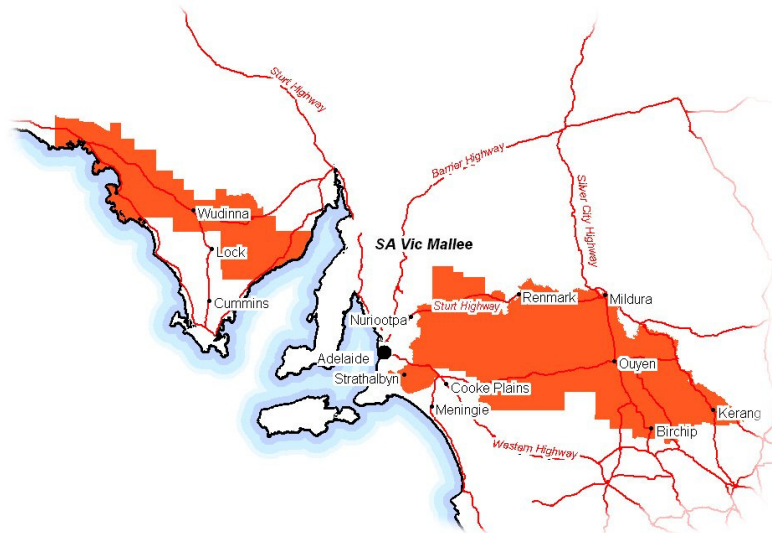 Sturt Highway
Barrier Highway
Silver City Highway
Wudinna
SA Vic Mallee
Lock
Renmark
Mildura
Cummins
Sturt Highway
Nuriootpa
Adelaide
Ouyen
Strathalbyn
Cooke Plains
Meningie
Kerang
Birchip
Western Highway